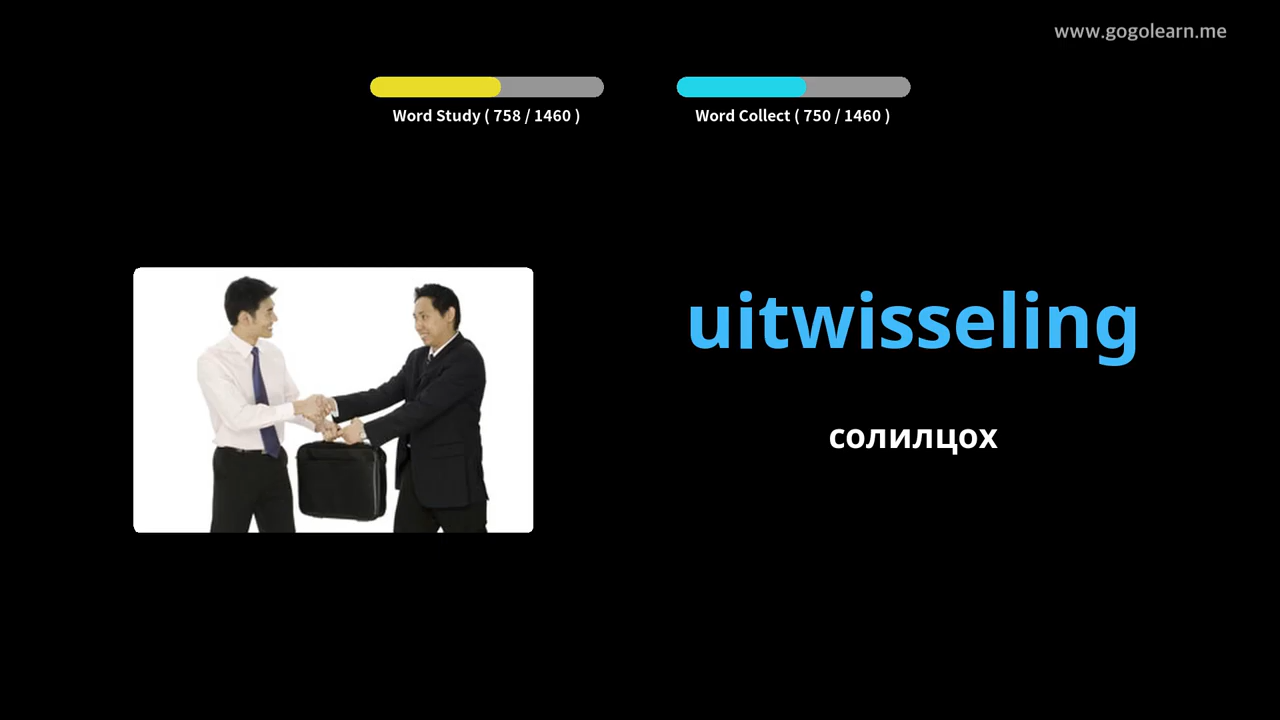 www.gogolearn.me
Word Study ( 758 / 1460 )
Word Collect ( 750 / 1460 )
uitwisseling
солилцох